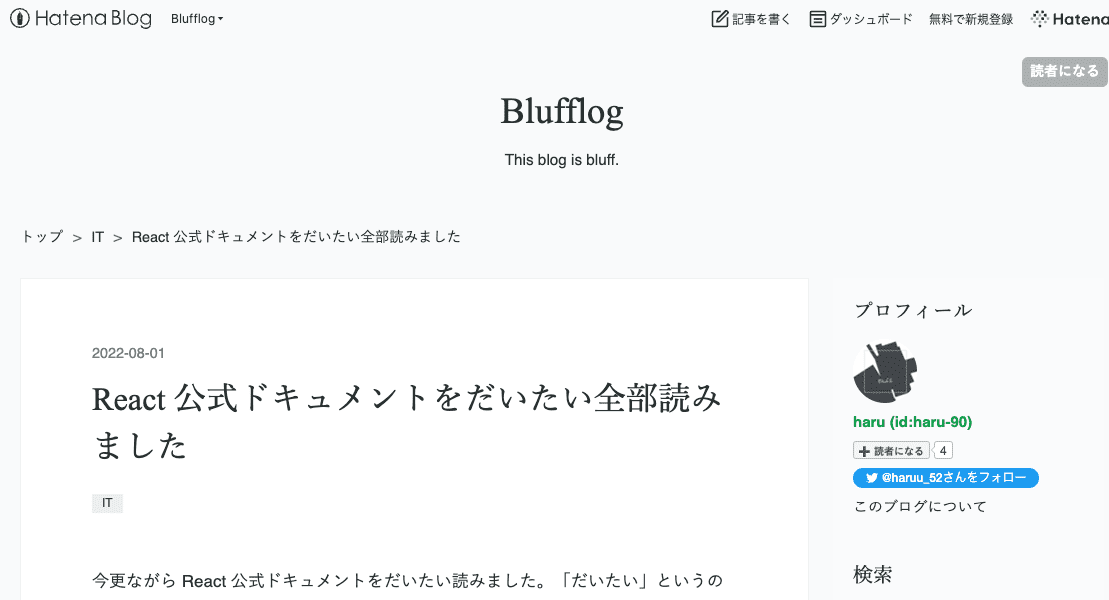 Hatena Blog
Blufflog
記事を書く
ダッシュボード
無料で新規登録
Hatena
読者になる
Blufflog
This blog is bluff.
トップ > IT > React 公式ドキュメントをだいたい全部読みました
2022-08-01
React 公式ドキュメントをだいたい全部読み
ました
IT
今更ながら React 公式ドキュメントをだいたい読みました。「だいたい」というの
プロフィール
haru (id:haru-90)
読者になる 4
@haruu_52さんをフォロー
このブログについて
検索